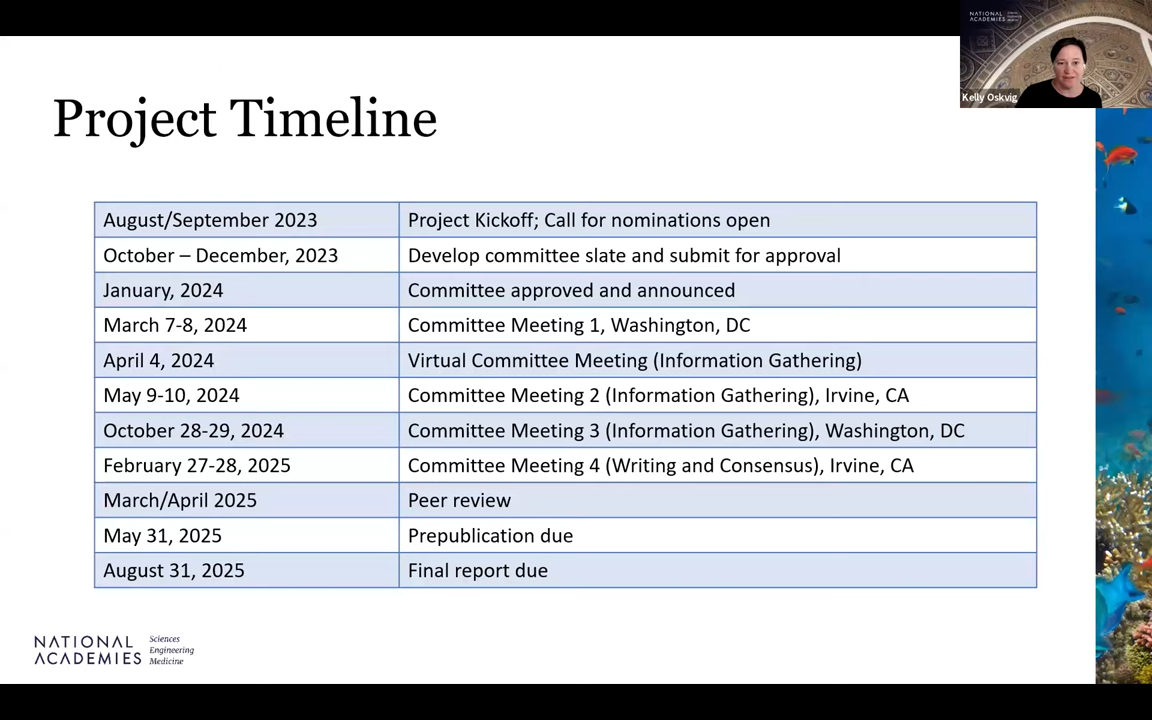 NATIONAL
ACADEMIES
Kelly Oskvig
Project Timeline
August/September 2023 Project Kickoff; Call for nominations open
October – December, 2023 Develop committee slate and submit for approval
January, 2024 Committee approved and announced
March 7-8, 2024 Committee Meeting 1, Washington, DC
April 4, 2024 Virtual Committee Meeting (Information Gathering)
May 9-10, 2024 Committee Meeting 2 (Information Gathering), Irvine, CA
October 28-29, 2024 Committee Meeting 3 (Information Gathering), Washington, DC
February 27-28, 2025 Committee Meeting 4 (Writing and Consensus), Irvine, CA
March/April 2025 Peer review
May 31, 2025 Prepublication due
August 31, 2025 Final report due
NATIONAL Sciences
Engineering
ACADEMIES Medicine